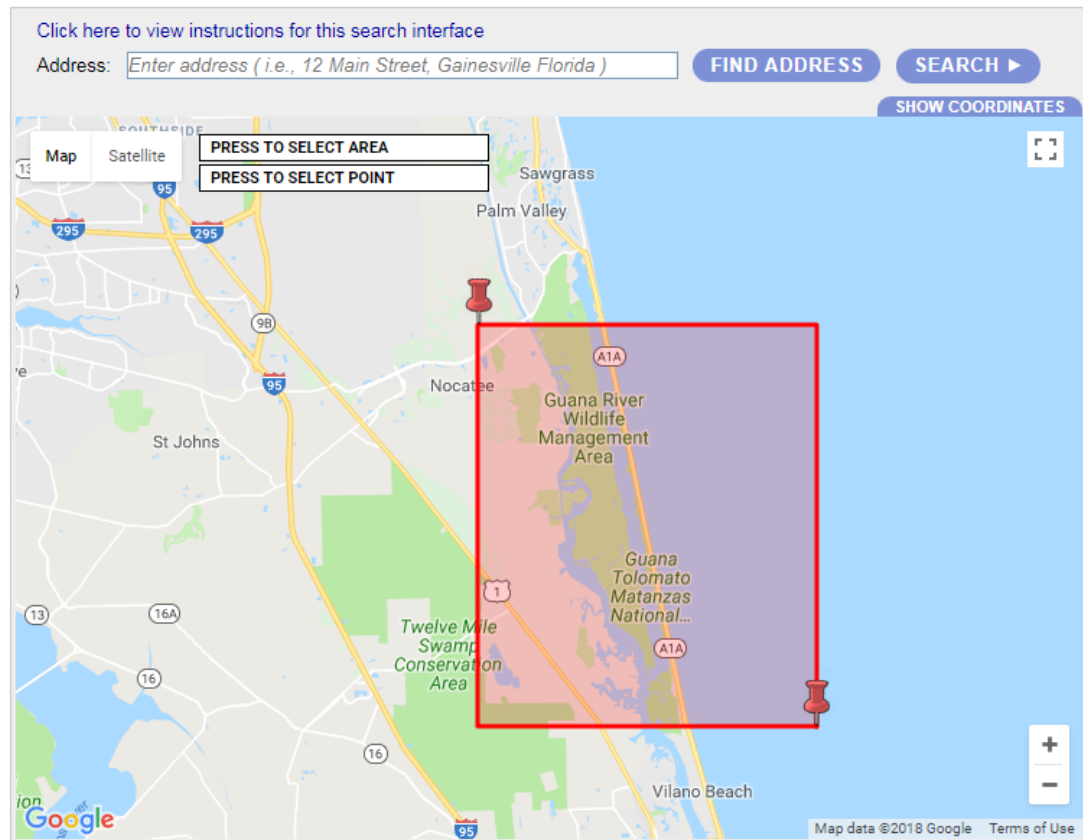 Click here to view instructions for this search interface
Address: Enter address ( i.e., 12 Main Street, Gainesville Florida ) FIND ADDRESS SEARCH ►
SHOW COORDINATES
SOUTHSIDE
Map Satellite
PRESS TO SELECT AREA
PRESS TO SELECT POINT
13
95
Sawgrass
Palm Valley
295
295
9B
A1A
Nocatee
95
Guana River
Wildlife
Management
Area
St Johns
Guana
Tolomato
Matanzas
National...
1
13
16A
Twelve Mile
Swamp
Conservation
Area
A1A
16
16
+
−
Vilano Beach
Google
95
Map data ©2018 Google Terms of Use